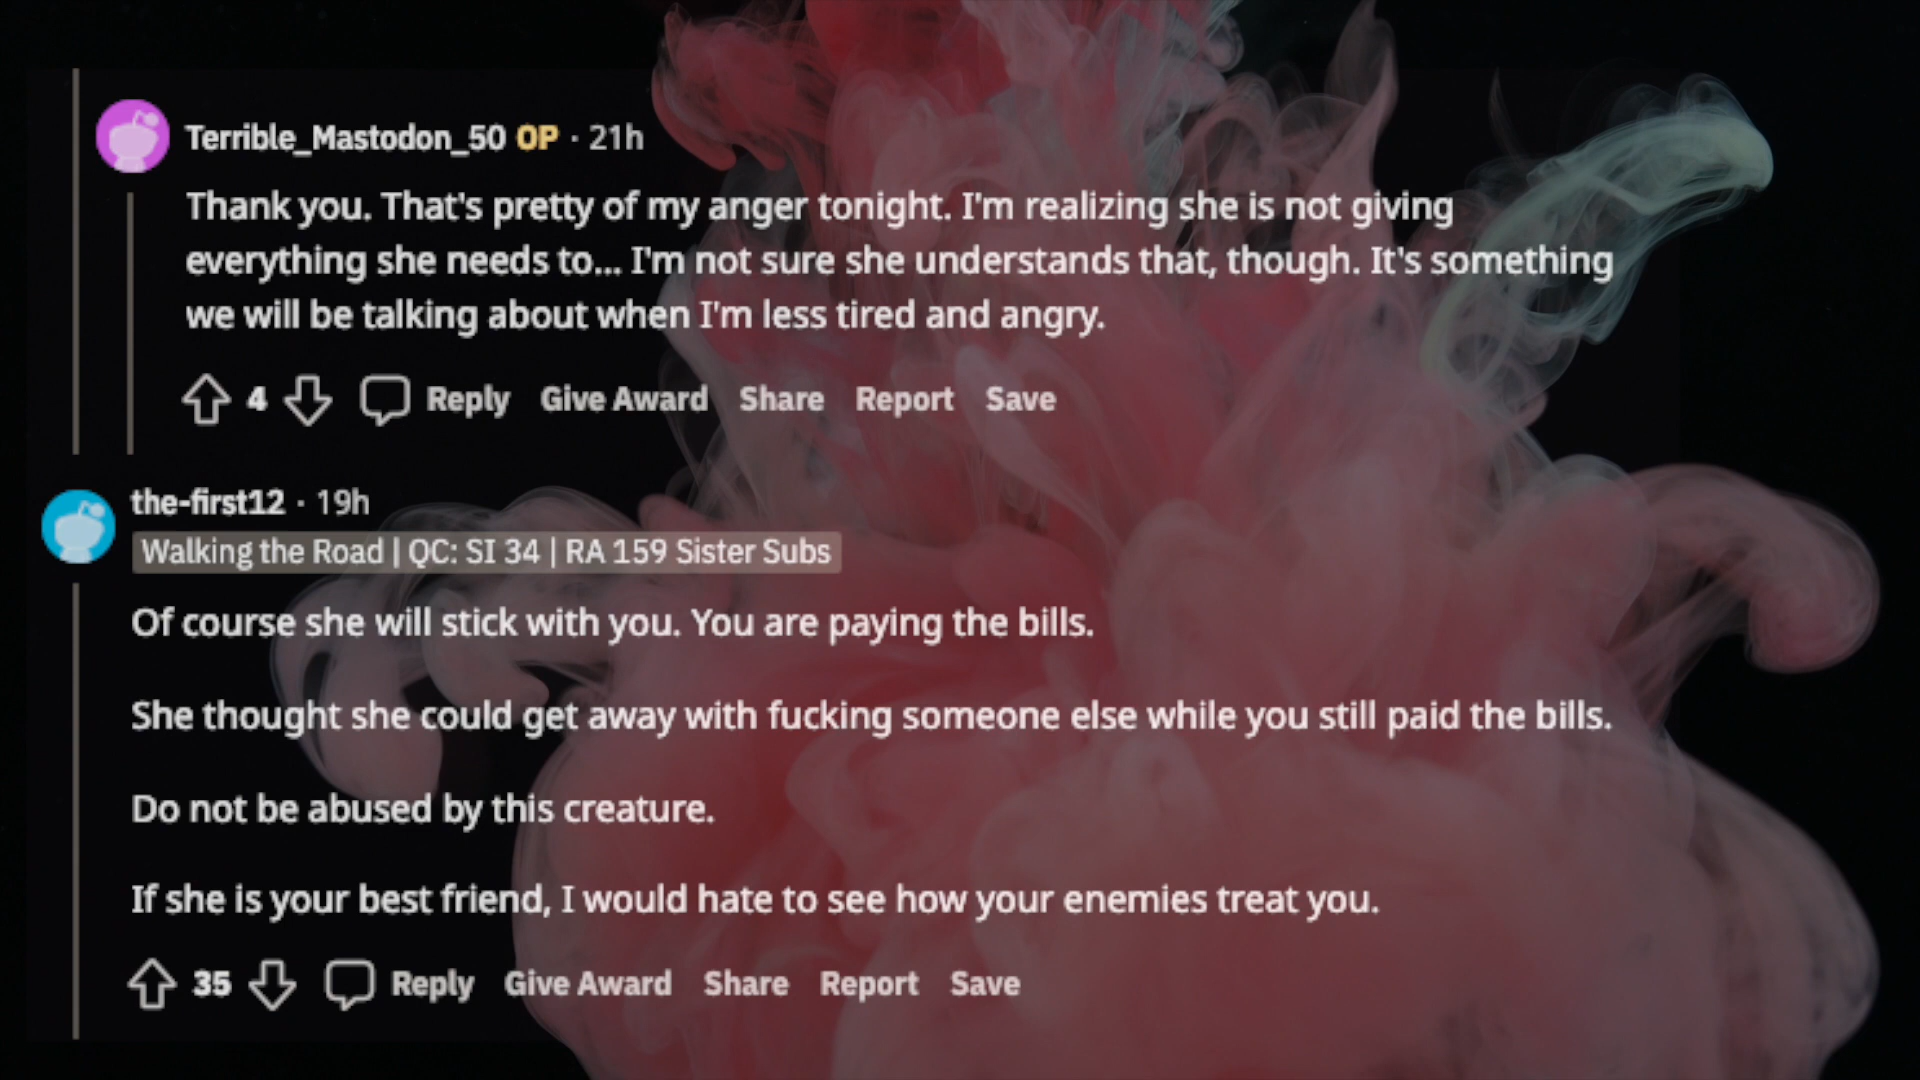 Terrible_Mastodon_50 OP · 21h
Thank you. That's pretty of my anger tonight. I'm realizing she is not giving
everything she needs to... I'm not sure she understands that, though. It's something
we will be talking about when I'm less tired and angry.
4 Reply Give Award Share Report Save
the-first12 · 19h
Walking the Road | QC: SI 34 | RA 159 Sister Subs
Of course she will stick with you. You are paying the bills.
She thought she could get away with fucking someone else while you still paid the bills.
Do not be abused by this creature.
If she is your best friend, I would hate to see how your enemies treat you.
35 Reply Give Award Share Report Save